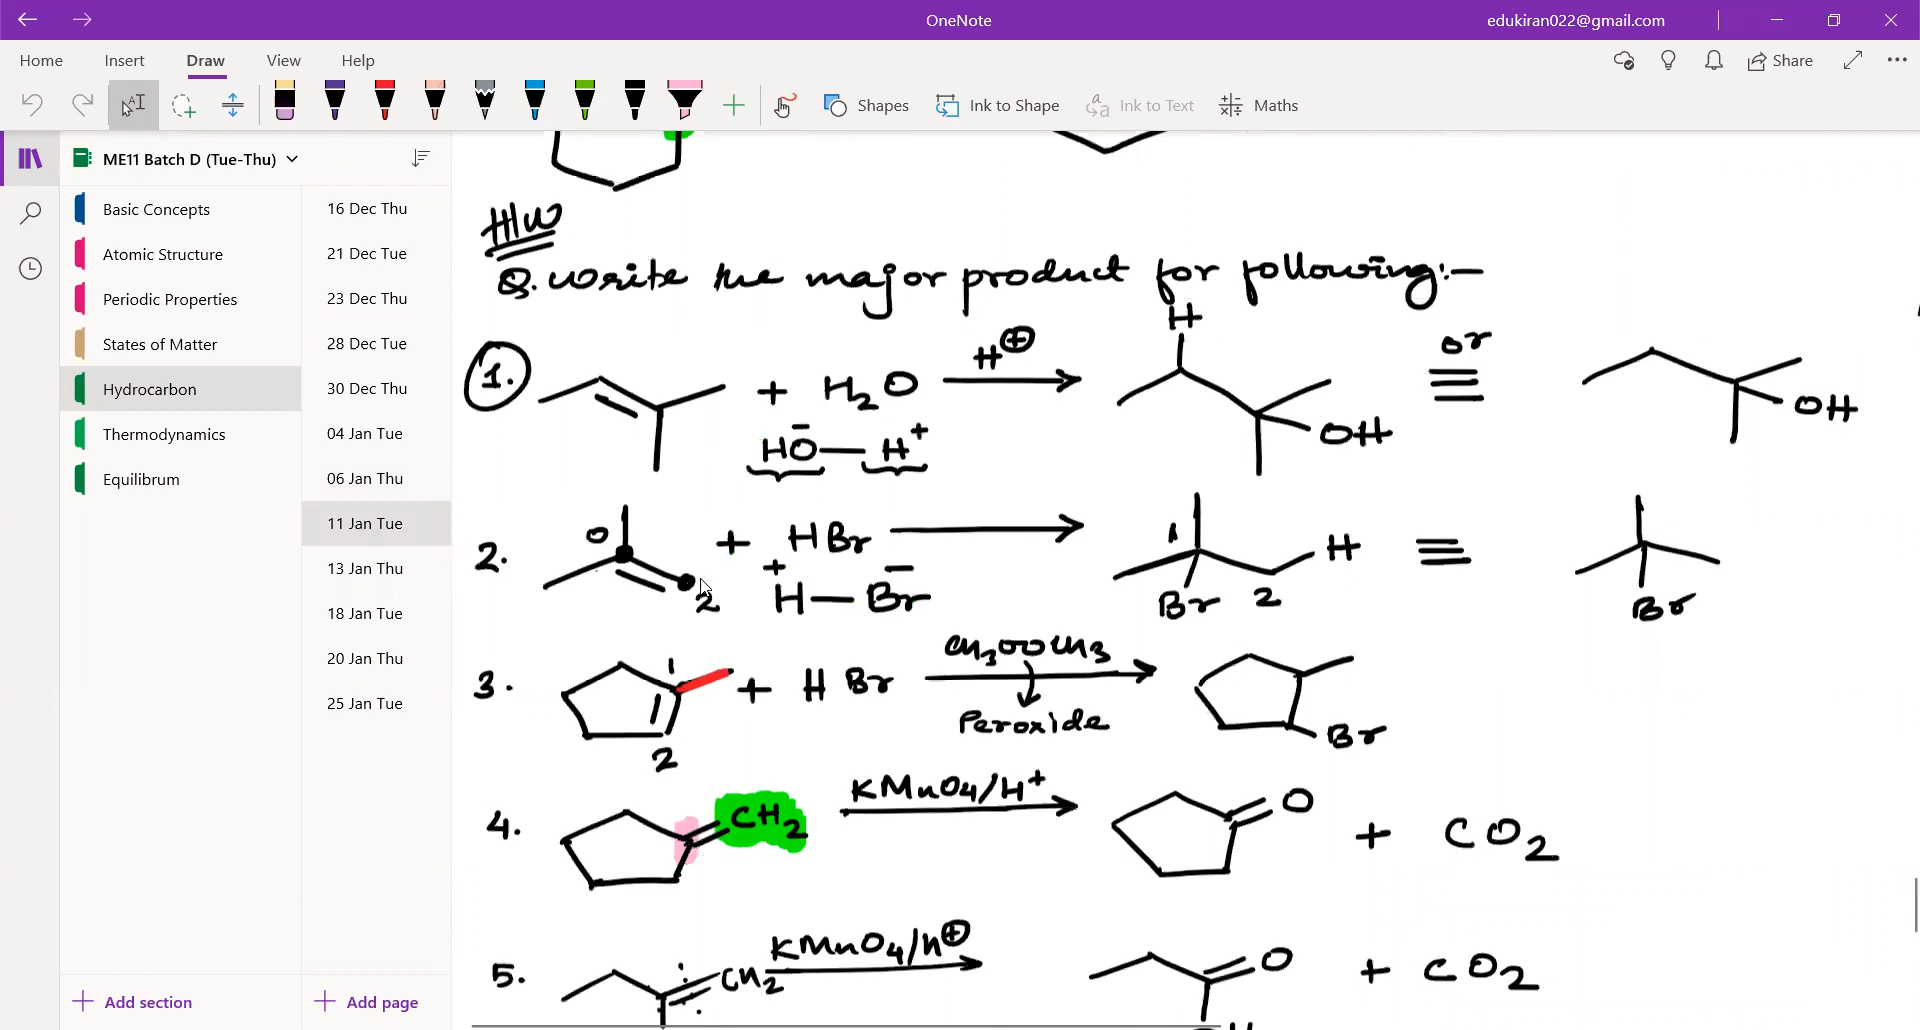 OneNote
edukiran022@gmail.com
Home Insert Draw View Help
Share
Shapes Ink to Shape Ink to Text Maths
ME11 Batch D (Tue-Thu)
Basic Concepts
Atomic Structure
Periodic Properties
States of Matter
Hydrocarbon
Thermodynamics
Equilibrum
Add section
16 Dec Thu
21 Dec Tue
23 Dec Thu
28 Dec Tue
30 Dec Thu
04 Jan Tue
06 Jan Thu
11 Jan Tue
13 Jan Thu
18 Jan Tue
20 Jan Thu
25 Jan Tue
Add page
H/W
Q. Write the major product for following:-
1. + H₂O H⊕ H OH or ≡ OH
HO⁻—H⁺
2. 0 2 + HBr 1 Br 2 H ≡ Br
H⁺—Br⁻
3. 1 2 + HBr CH₃OOCH₃ Peroxide Br
4. CH₂ KMnO₄/H⁺ O + CO₂
5. CH₂ KMnO₄/H⊕ O + CO₂